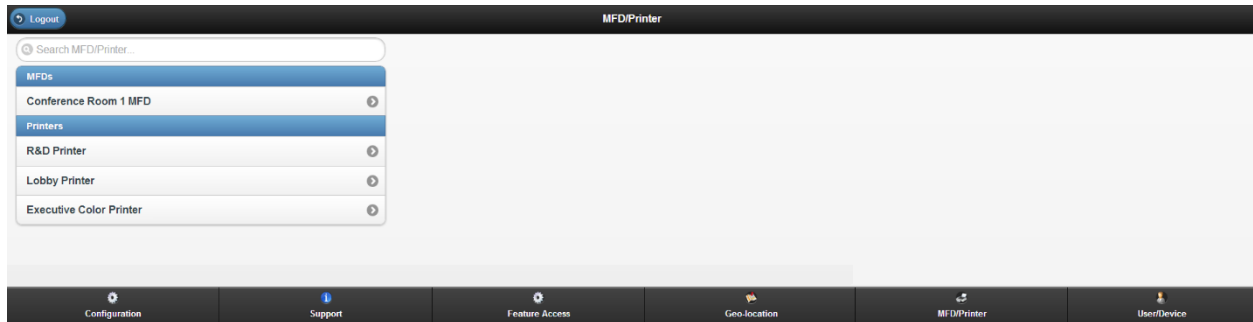 Logout
MFD/Printer
Search MFD/Printer...
MFDs
Conference Room 1 MFD
Printers
R&D Printer
Lobby Printer
Executive Color Printer
Configuration
Support
Feature Access
Geo-location
MFD/Printer
User/Device